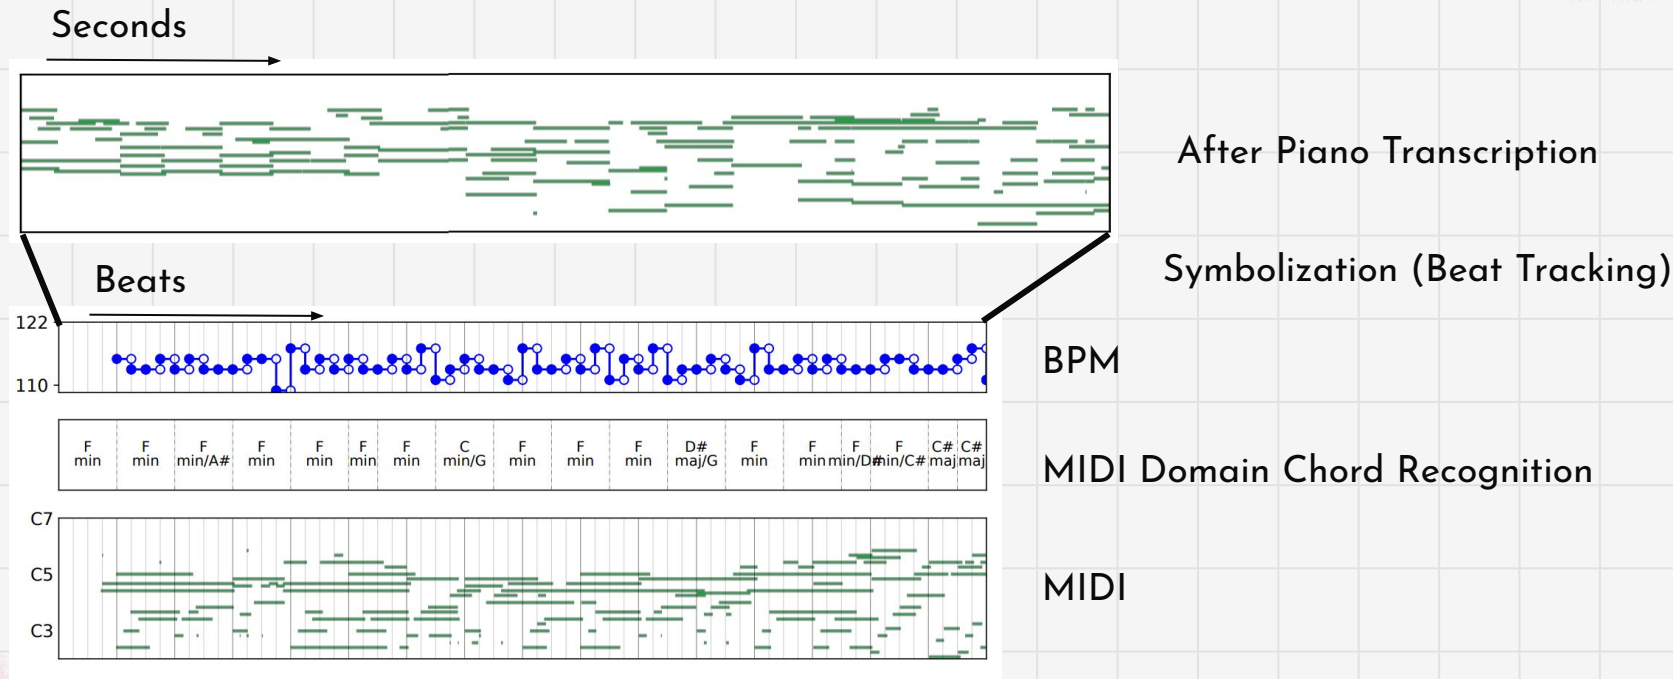 Seconds
After Piano Transcription
Symbolization (Beat Tracking)
Beats
122
110
BPM
F min
F min
F min/A#
F min
F min
F min
F min
C min/G
F min
F min
F min
D# maj/G
F min
F min
F min/D#
F min/C#
C# maj
C# maj
MIDI Domain Chord Recognition
C7
C5
C3
MIDI